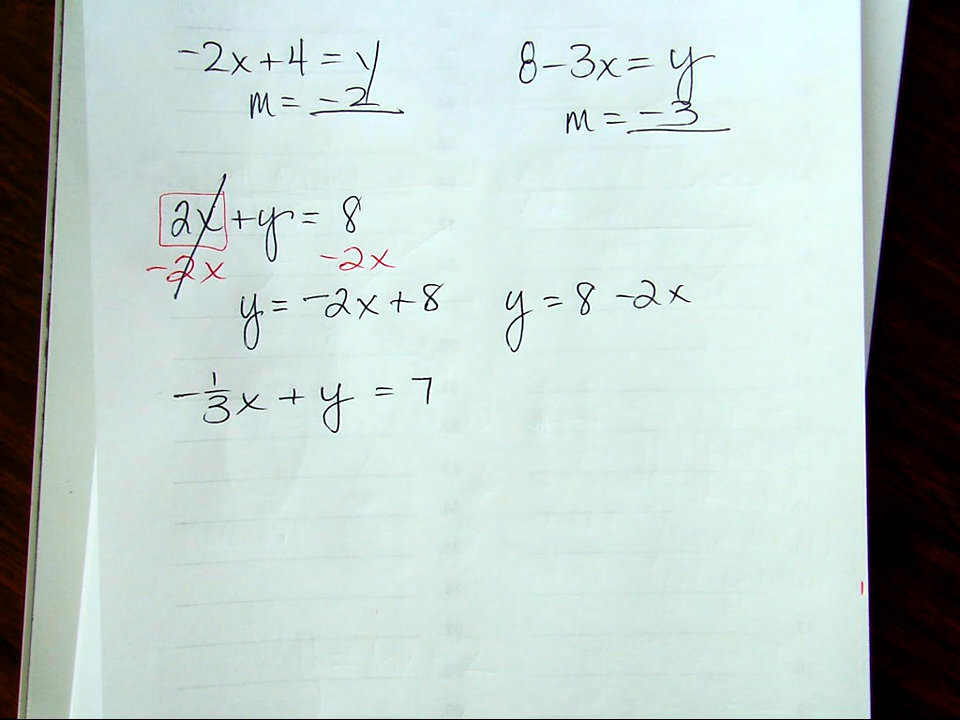 -2x+4 = y
m = -2
8-3x = y
m = -3
2x + y = 8
-2x -2x
y = -2x+8 y = 8 -2x
-1/3x + y = 7